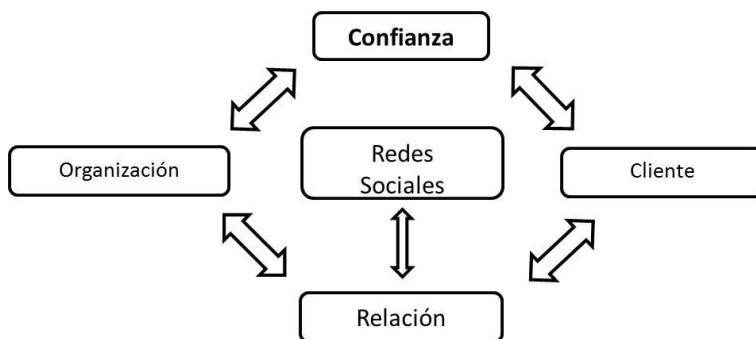 Confianza
Organización
Redes
Sociales
Cliente
Relación